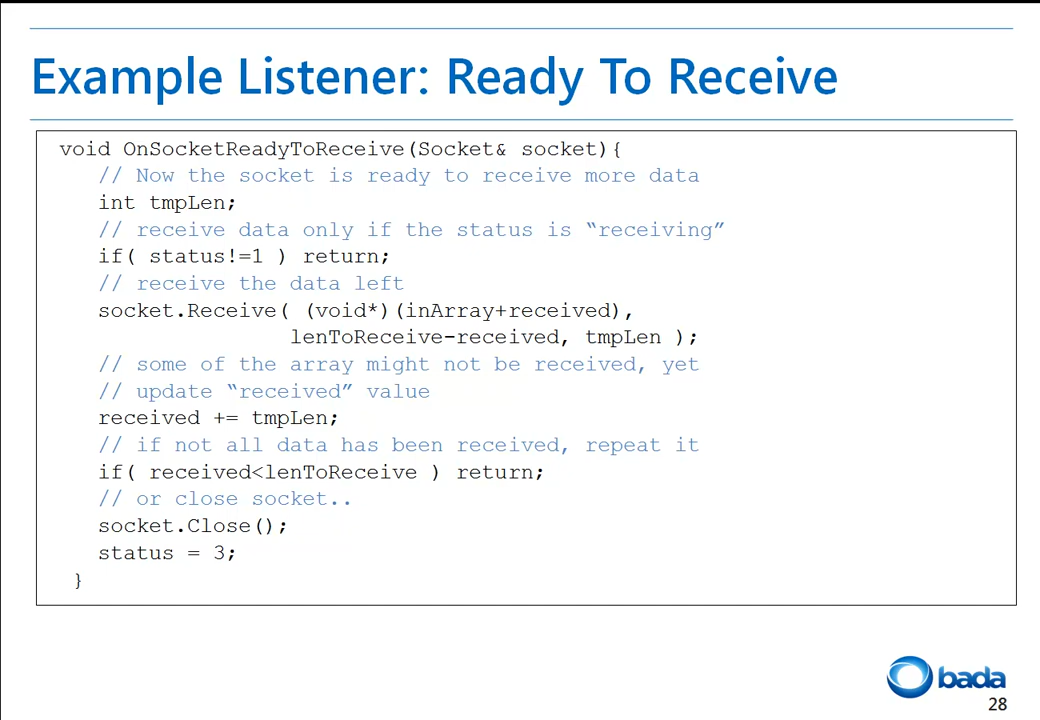 Example Listener: Ready To Receive
void OnSocketReadyToReceive(Socket& socket){
// Now the socket is ready to receive more data
int tmpLen;
// receive data only if the status is “receiving”
if( status!=1 ) return;
// receive the data left
socket.Receive( (void*)(inArray+received),
lenToReceive-received, tmpLen );
// some of the array might not be received, yet
// update “received” value
received += tmpLen;
// if not all data has been received, repeat it
if( received<lenToReceive ) return;
// or close socket..
socket.Close();
status = 3;
}
bada
28